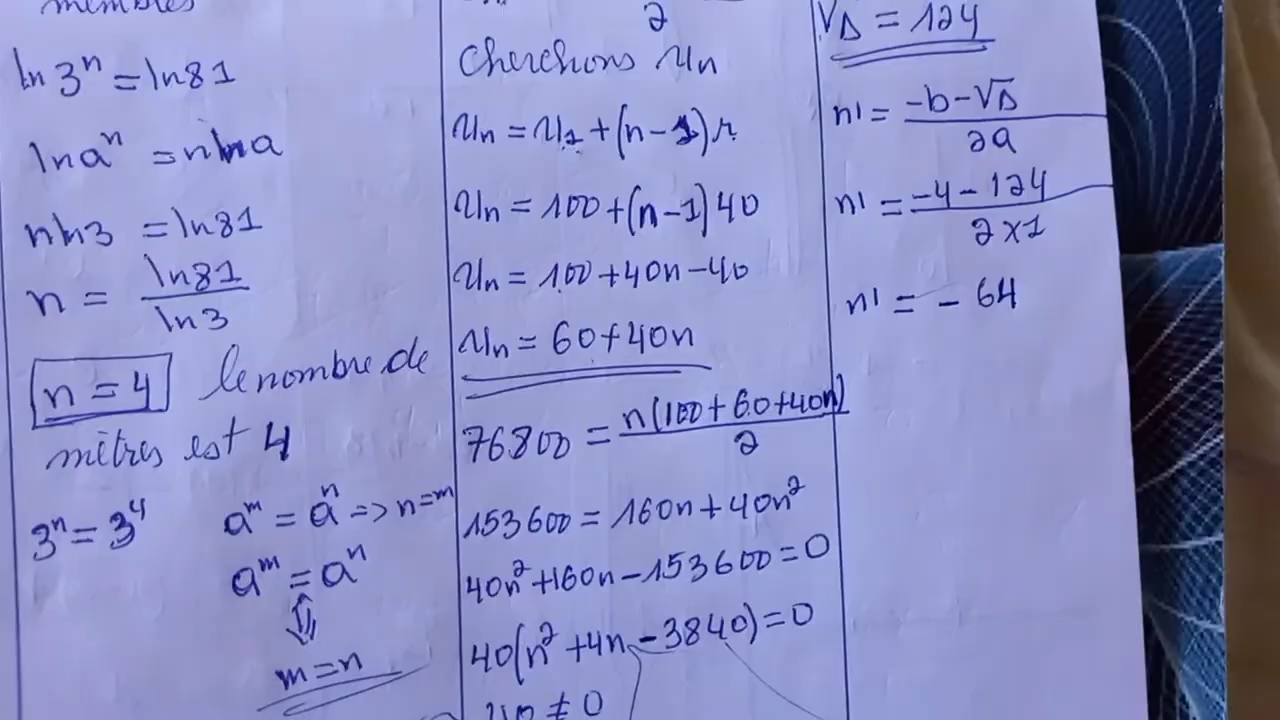 membres
ln 3ⁿ = ln 81
ln aⁿ = n ln a
n ln 3 = ln 81
n = ln 81 / ln 3
n = 4 le nombre de
mètres est 4
3ⁿ = 3⁴
aᵐ = aⁿ => n = m
aᵐ = aⁿ
⇕
m = n
2
Cherchons Un
Un = U1 + (n-1)r
Un = 100 + (n-1)40
Un = 100 + 40n - 40
Un = 60 + 40n
76800 = n(100 + 60 + 40n) / 2
153600 = 160n + 40n²
40n² + 160n - 153600 = 0
40(n² + 4n - 3840) = 0
40 ≠ 0
√Δ = 124
n' = -b - √Δ / 2a
n' = -4 - 124 / 2×1
n' = - 64